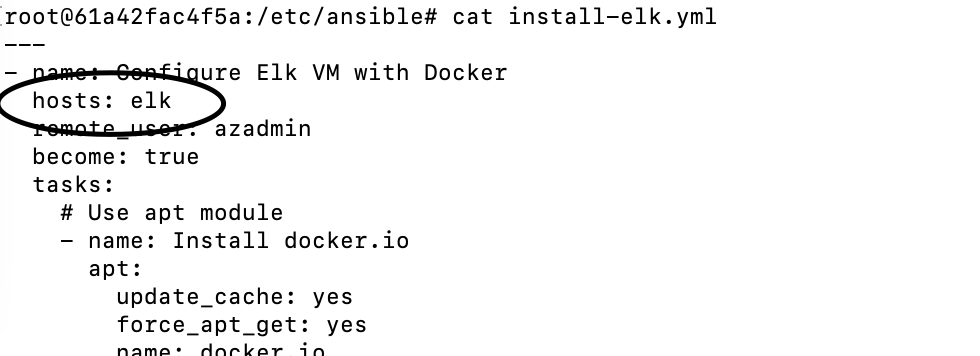 root@61a42fac4f5a:/etc/ansible# cat install-elk.yml
---
- name: Configure Elk VM with Docker
hosts: elk
remote_user: azadmin
become: true
tasks:
# Use apt module
- name: Install docker.io
apt:
update_cache: yes
force_apt_get: yes
name: docker.io